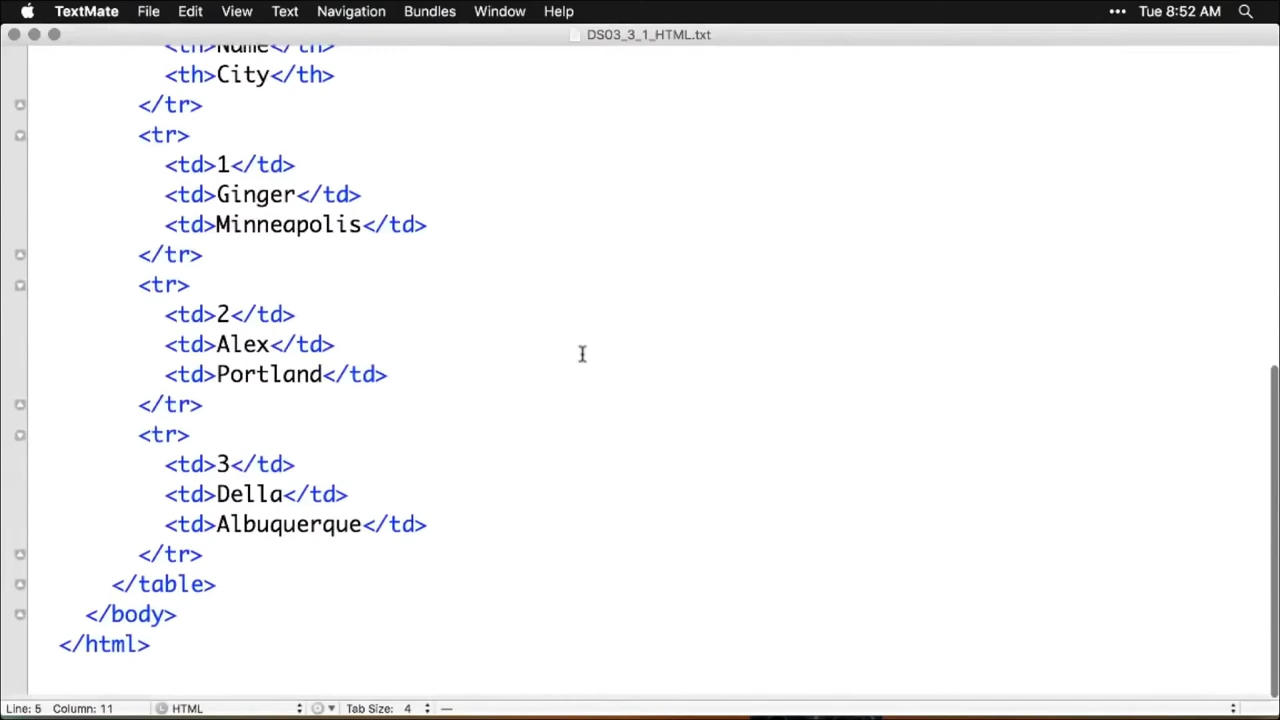 TextMate File Edit View Text Navigation Bundles Window Help ••• Tue 8:52 AM
DS03_3_1_HTML.txt
<th>Name</th>
<th>City</th>
</tr>
<tr>
<td>1</td>
<td>Ginger</td>
<td>Minneapolis</td>
</tr>
<tr>
<td>2</td>
<td>Alex</td>
<td>Portland</td>
</tr>
<tr>
<td>3</td>
<td>Della</td>
<td>Albuquerque</td>
</tr>
</table>
</body>
</html>
Line: 5 Column: 11 HTML Tab Size: 4 —